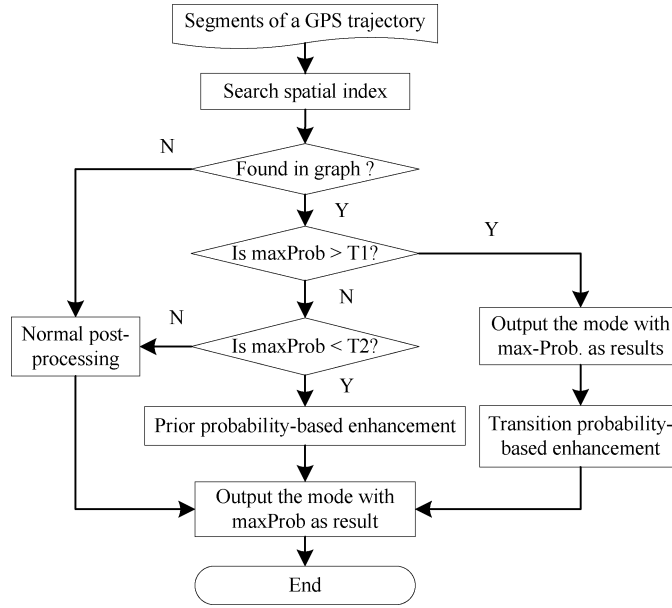 Segments of a GPS trajectory
Search spatial index
N
Found in graph ?
Y
Is maxProb > T1?
Y
N
Normal post-
processing
N
Is maxProb < T2?
Output the mode with
max-Prob. as results
Y
Prior probability-based enhancement
Transition probability-
based enhancement
Output the mode with
maxProb as result
End